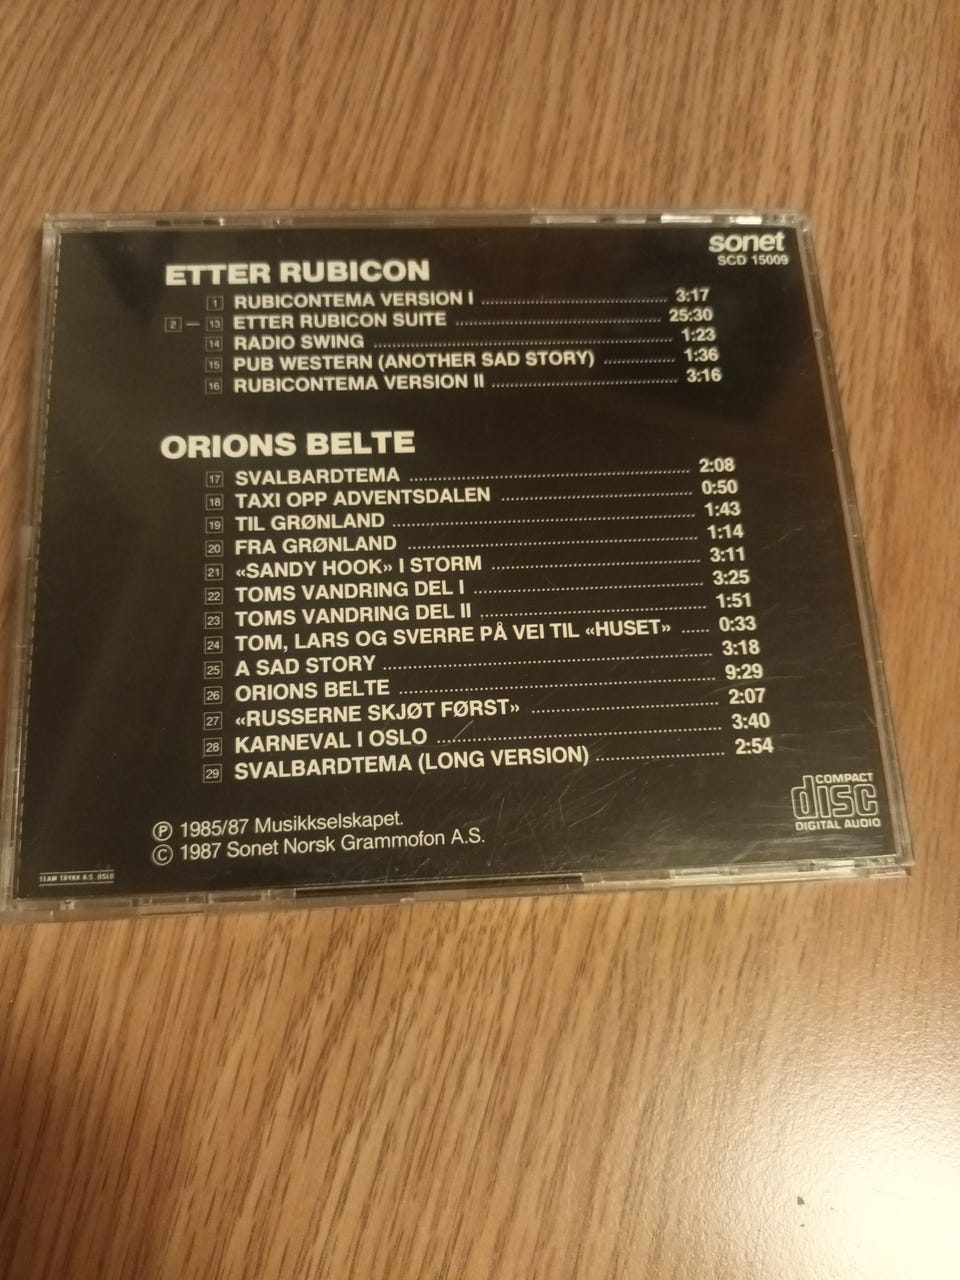 sonet
SCD 15009
ETTER RUBICON
1 RUBICONTEMA VERSION I 3:17
2 — 13 ETTER RUBICON SUITE 25:30
14 RADIO SWING 1:23
15 PUB WESTERN (ANOTHER SAD STORY) 1:36
16 RUBICONTEMA VERSION II 3:16
ORIONS BELTE
17 SVALBARDTEMA 2:08
18 TAXI OPP ADVENTSDALEN 0:50
19 TIL GRØNLAND 1:43
20 FRA GRØNLAND 1:14
21 «SANDY HOOK» I STORM 3:11
22 TOMS VANDRING DEL I 3:25
23 TOMS VANDRING DEL II 1:51
24 TOM, LARS OG SVERRE PÅ VEI TIL «HUSET» 0:33
25 A SAD STORY 3:18
26 ORIONS BELTE 9:29
27 «RUSSERNE SKJØT FØRST» 2:07
28 KARNEVAL I OSLO 3:40
29 SVALBARDTEMA (LONG VERSION) 2:54
COMPACT
disc
DIGITAL AUDIO
Ⓟ 1985/87 Musikkselskapet.
© 1987 Sonet Norsk Grammofon A.S.
TEAM TRYKK A.S. OSLO